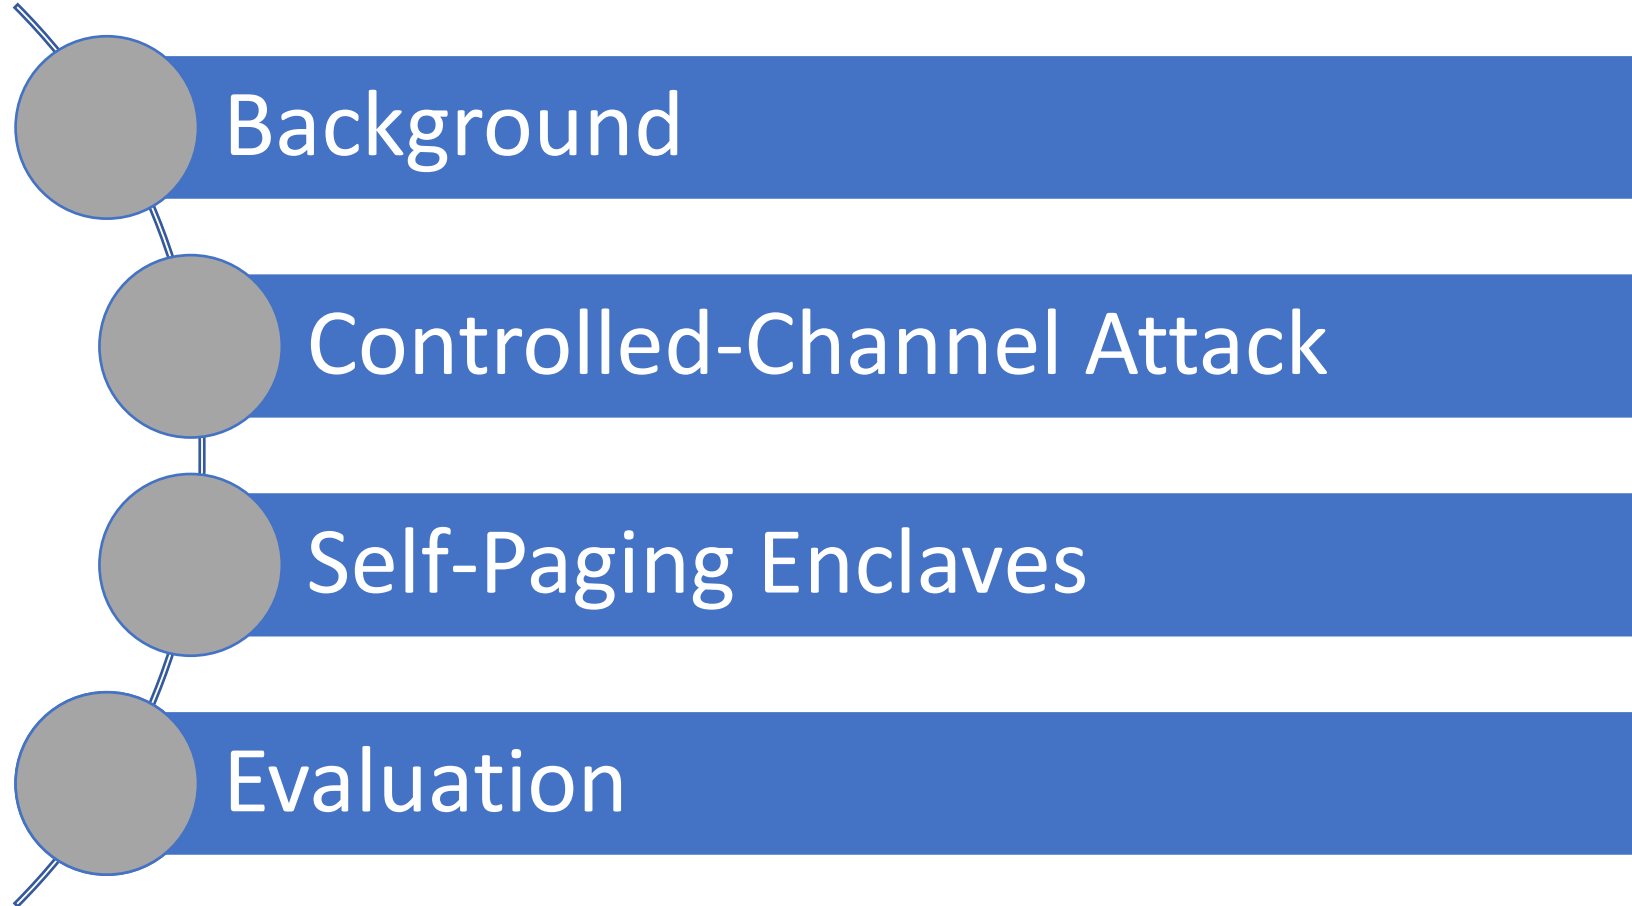 Background
Controlled-Channel Attack
Self-Paging Enclaves
Evaluation